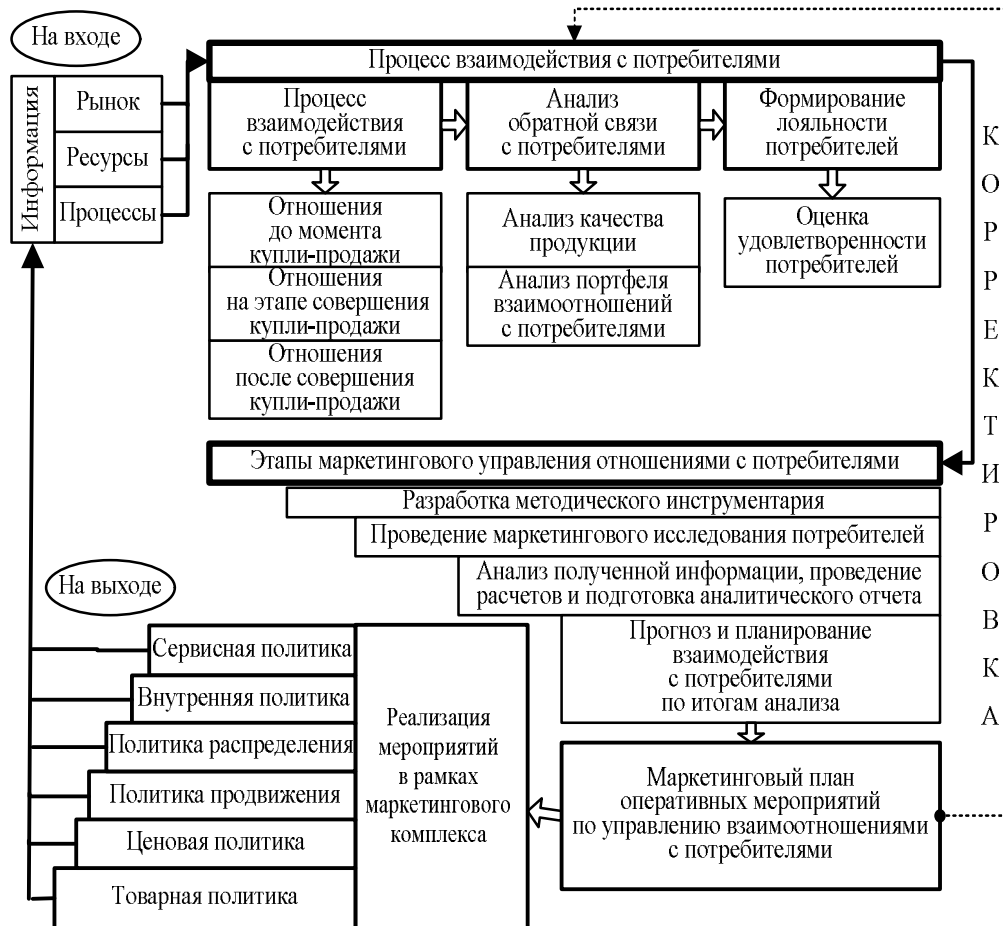 На входе
Информация
Рынок
Ресурсы
Процессы
Процесс взаимодействия с потребителями
Процесс
взаимодействия
с потребителями
Анализ
обратной связи
с потребителями
Формирование
лояльности
потребителей
Отношения
до момента
купли-продажи
Отношения
на этапе совершения
купли-продажи
Отношения
после совершения
купли-продажи
Анализ качества
продукции
Анализ портфеля
взаимоотношений
с потребителями
Оценка
удовлетворенности
потребителей
КОРРЕКТИРОВКА
Этапы маркетингового управления отношениями с потребителями
Разработка методического инструментария
Проведение маркетингового исследования потребителей
Анализ полученной информации, проведение
расчетов и подготовка аналитического отчета
Прогноз и планирование
взаимодействия
с потребителями
по итогам анализа
Маркетинговый план
оперативных мероприятий
по управлению взаимоотношениями
с потребителями
На выходе
Реализация
мероприятий
в рамках
маркетингового
комплекса
Сервисная политика
Внутренняя политика
Политика распределения
Политика продвижения
Ценовая политика
Товарная политика